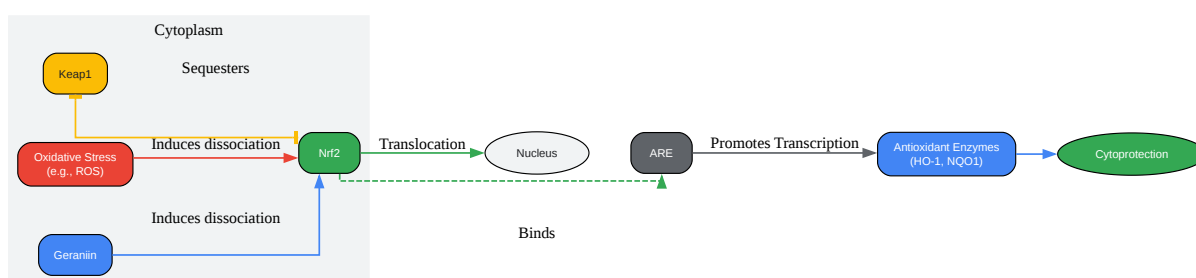 Cytoplasm
Keap1
Sequesters
Oxidative Stress
(e.g., ROS)
Induces dissociation
Nrf2
Translocation
Nucleus
ARE
Promotes Transcription
Antioxidant Enzymes
(HO-1, NQO1)
Cytoprotection
Induces dissociation
Binds
Geraniin